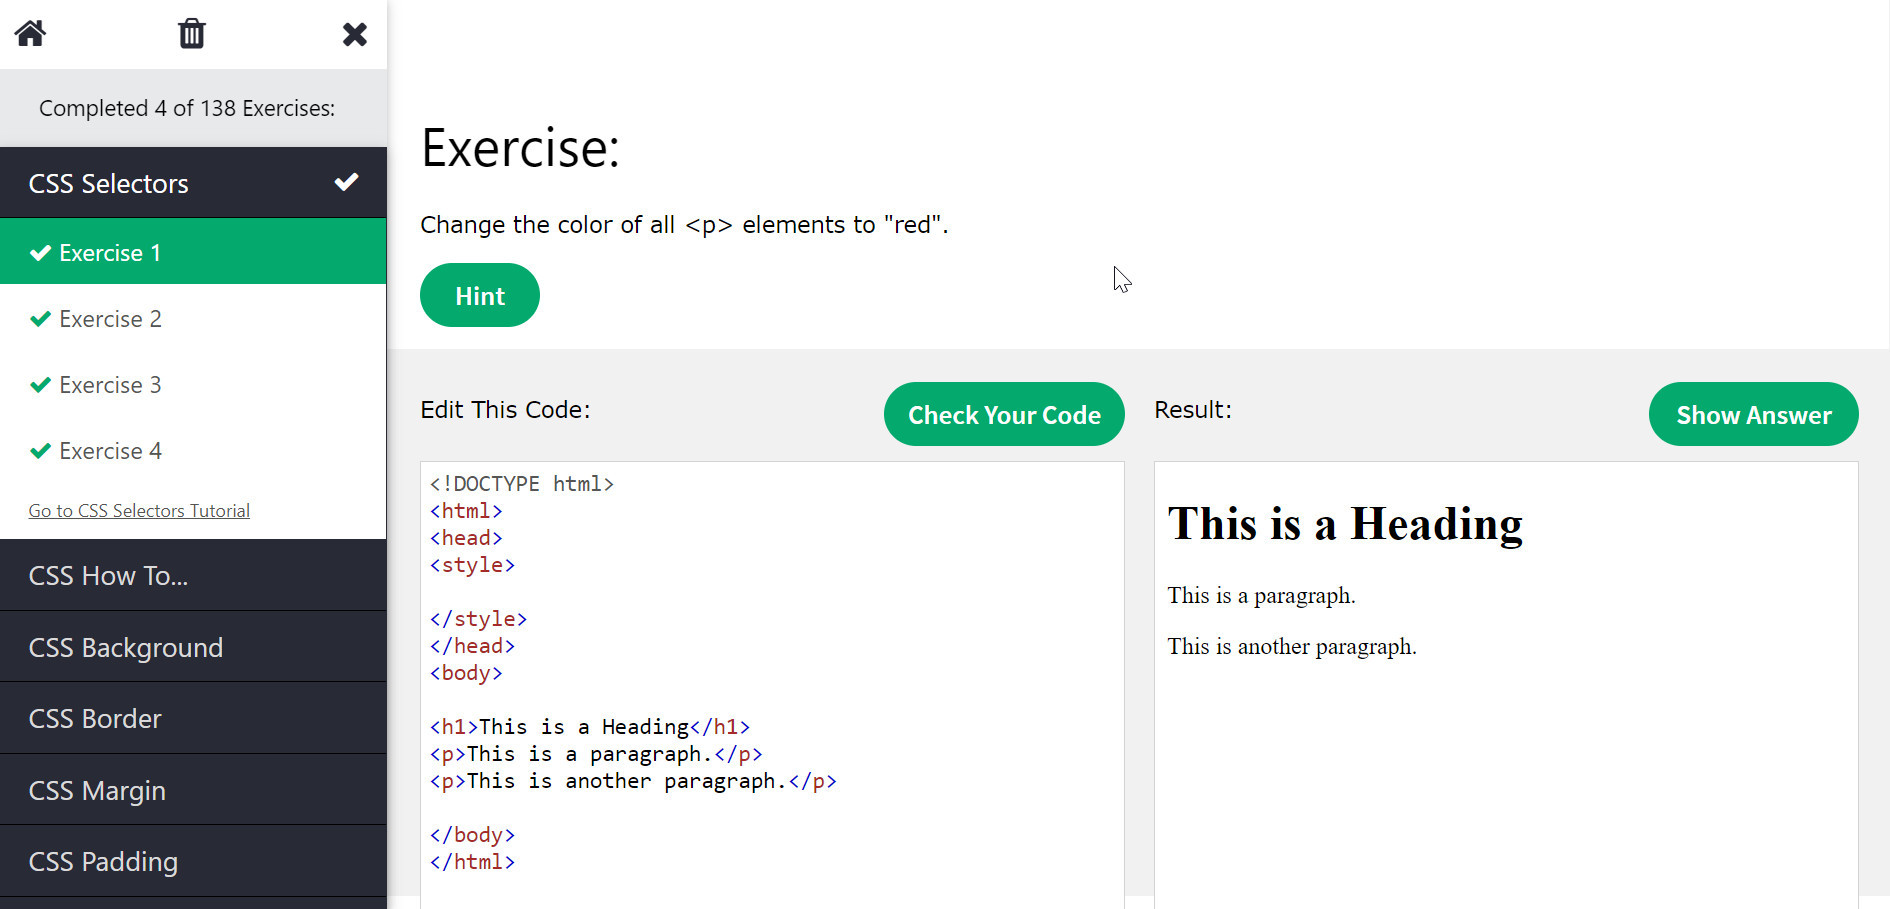 Completed 4 of 138 Exercises:
CSS Selectors
Exercise 1
Exercise 2
Exercise 3
Exercise 4
Go to CSS Selectors Tutorial
CSS How To...
CSS Background
CSS Border
CSS Margin
CSS Padding
Exercise:
Change the color of all <p> elements to "red".
Hint
Edit This Code:
Check Your Code
<!DOCTYPE html>
<html>
<head>
<style>
</style>
</head>
<body>
<h1>This is a Heading</h1>
<p>This is a paragraph.</p>
<p>This is another paragraph.</p>
</body>
</html>
Result:
Show Answer
This is a Heading
This is a paragraph.
This is another paragraph.